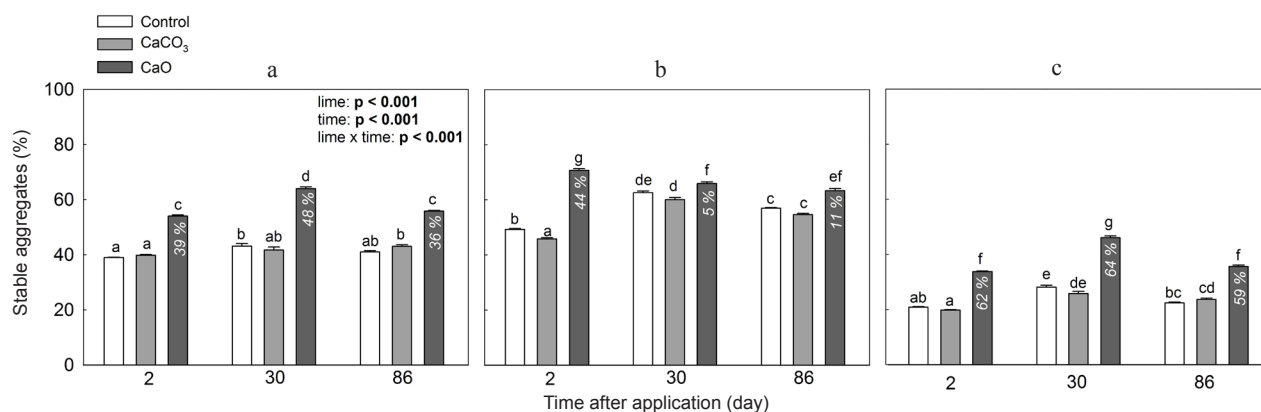 Control
CaCO₃
CaO
a
b
c
100
80
60
40
20
0
Stable aggregates (%)
lime: p < 0.001
time: p < 0.001
lime x time: p < 0.001
a a c 39 %
b ab d 48 %
ab b c 36 %
b a g 44 %
de d f 5 %
c c ef 11 %
ab a f 62 %
e de g 64 %
bc cd f 59 %
2 30 86 2 30 86 2 30 86
Time after application (day)